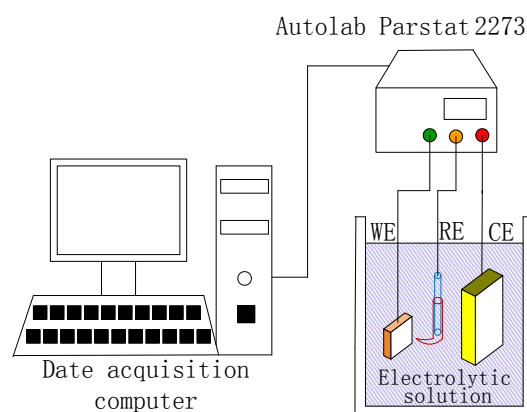 Autolab Parstat 2273
WE RE CE
Electrolytic
solution
Date acquisition
computer